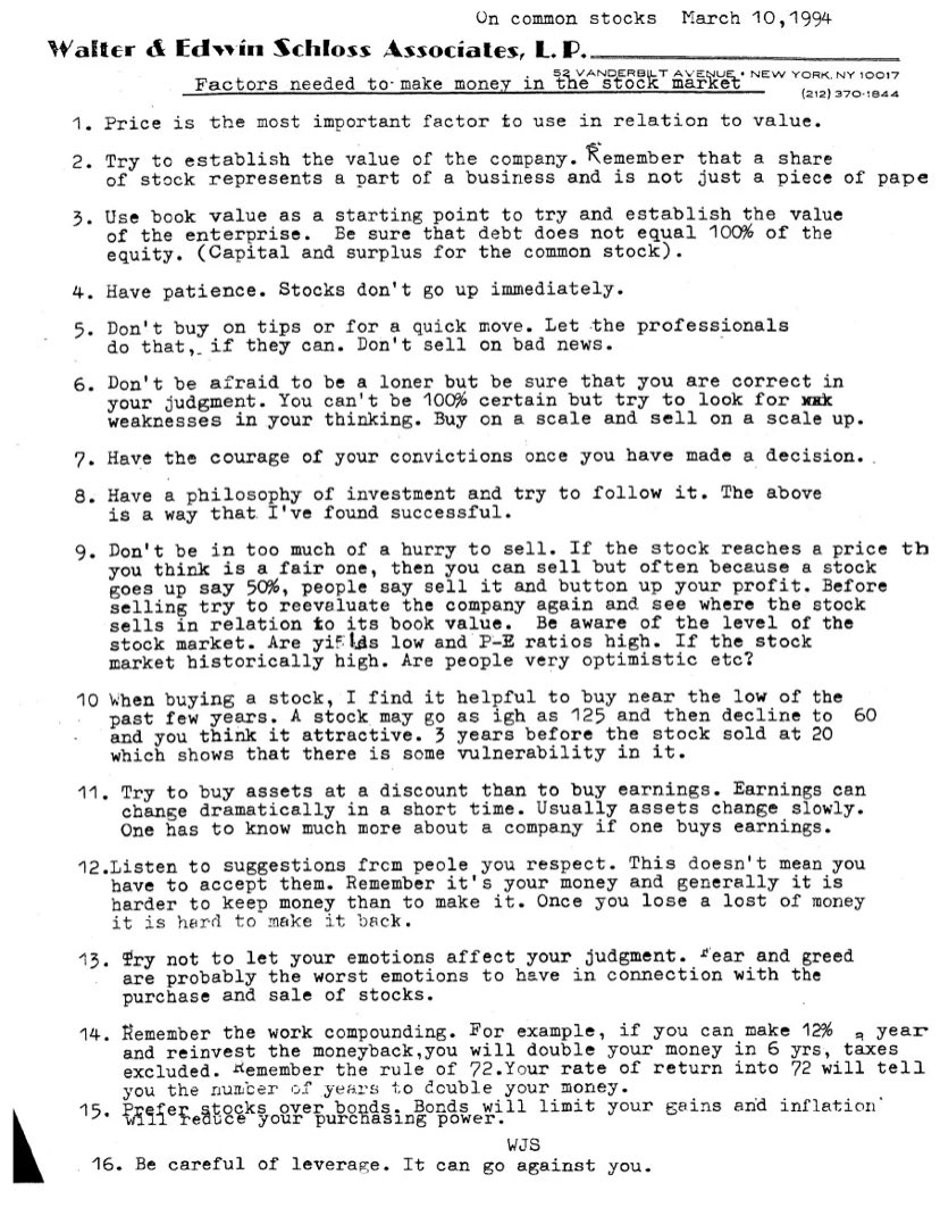 On common stocks March 10,1994
Walter & Edwin Schloss Associates, L.P.
52 VANDERBILT AVENUE • NEW YORK, NY 10017
Factors needed to make money in the stock market
(212) 370-1844
1. Price is the most important factor to use in relation to value.
2. Try to establish the value of the company. Remember that a share
of stock represents a part of a business and is not just a piece of pape
3. Use book value as a starting point to try and establish the value
of the enterprise. Be sure that debt does not equal 100% of the
equity. (Capital and surplus for the common stock).
4. Have patience. Stocks don't go up immediately.
5. Don't buy on tips or for a quick move. Let the professionals
do that, if they can. Don't sell on bad news.
6. Don't be afraid to be a loner but be sure that you are correct in
your judgment. You can't be 100% certain but try to look for
weaknesses in your thinking. Buy on a scale and sell on a scale up.
7. Have the courage of your convictions once you have made a decision.
8. Have a philosophy of investment and try to follow it. The above
is a way that I've found successful.
9. Don't be in too much of a hurry to sell. If the stock reaches a price th
you think is a fair one, then you can sell but often because a stock
goes up say 50%, people say sell it and button up your profit. Before
selling try to reevaluate the company again and see where the stock
sells in relation to its book value. Be aware of the level of the
stock market. Are yields low and P-E ratios high. If the stock
market historically high. Are people very optimistic etc?
10 When buying a stock, I find it helpful to buy near the low of the
past few years. A stock may go as igh as 125 and then decline to 60
and you think it attractive. 3 years before the stock sold at 20
which shows that there is some vulnerability in it.
11. Try to buy assets at a discount than to buy earnings. Earnings can
change dramatically in a short time. Usually assets change slowly.
One has to know much more about a company if one buys earnings.
12.Listen to suggestions from peole you respect. This doesn't mean you
have to accept them. Remember it's your money and generally it is
harder to keep money than to make it. Once you lose a lost of money
it is hard to make it back.
13. Try not to let your emotions affect your judgment. Fear and greed
are probably the worst emotions to have in connection with the
purchase and sale of stocks.
14. Remember the work compounding. For example, if you can make 12% a year
and reinvest the moneyback,you will double your money in 6 yrs, taxes
excluded. Remember the rule of 72.Your rate of return into 72 will tell
you the number of years to double your money.
15. Prefer stocks over bonds. Bonds will limit your gains and inflation
will reduce your purchasing power.
WJS
16. Be careful of leverage. It can go against you.